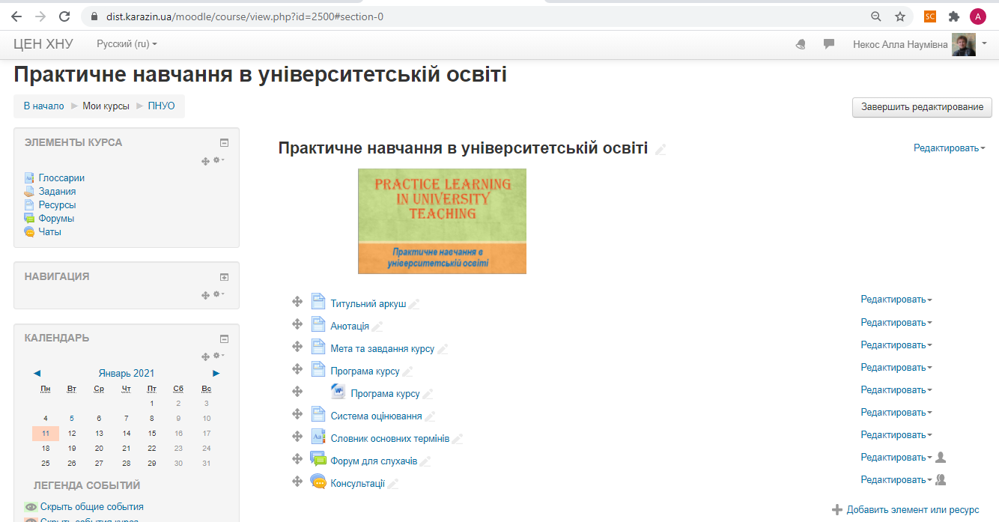 dist.karazin.ua/moodle/course/view.php?id=2500#section-0
SC
A
ЦЕН ХНУ Русский (ru)
Некос Алла Наумівна
Практичне навчання в університетській освіті
В начало Мои курсы ПНУО
Завершить редактирование
ЭЛЕМЕНТЫ КУРСА
Глоссарии
Задания
Ресурсы
Форумы
Чаты
НАВИГАЦИЯ
КАЛЕНДАРЬ
Январь 2021
Пн Вт Ср Чт Пт Сб Вс
1 2 3
4 5 6 7 8 9 10
11 12 13 14 15 16 17
18 19 20 21 22 23 24
25 26 27 28 29 30 31
ЛЕГЕНДА СОБЫТИЙ
Скрыть общие события
Скрыть события курса
Практичне навчання в університетській освіті
Редактировать
PRACTICE LEARNING
IN UNIVERSITY
TEACHING
Практичне навчання в
університетській освіті
Титульний аркуш Редактировать
Анотація Редактировать
Мета та завдання курсу Редактировать
Програма курсу Редактировать
Програма курсу Редактировать
Система оцінювання Редактировать
Словник основних термінів Редактировать
Форум для слухачів Редактировать
Консультації Редактировать
Добавить элемент или ресурс